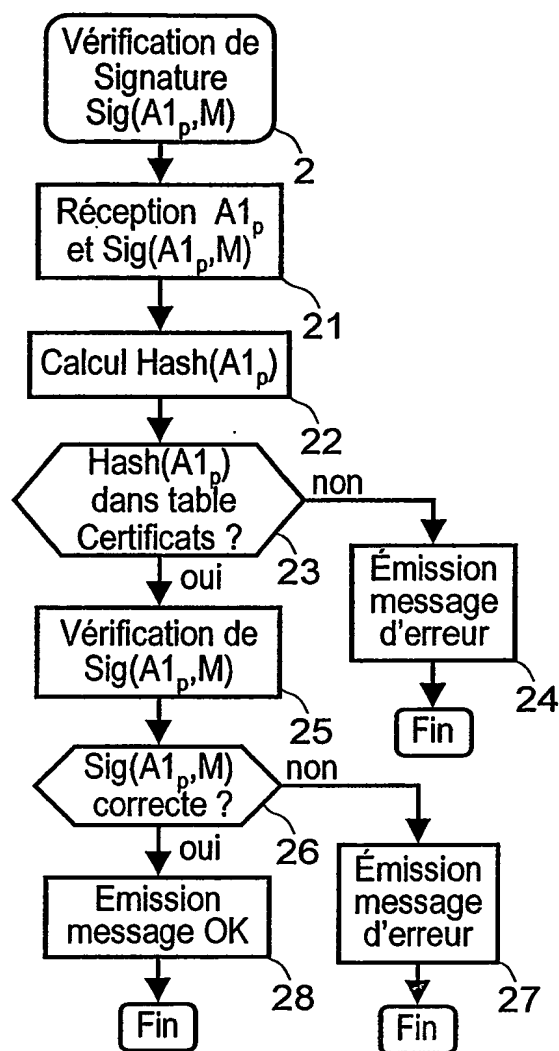 Vérification de
Signature
Sig(A1p,M)
2
Réception A1p
et Sig(A1p,M)
21
Calcul Hash(A1p)
22
Hash(A1p)
dans table
Certificats ?
non
23
oui
Émission
message
d'erreur
24
Fin
Vérification de
Sig(A1p,M)
25
Sig(A1p,M)
correcte ?
non
26
oui
Émission
message
d'erreur
27
Fin
Emission
message OK
28
Fin